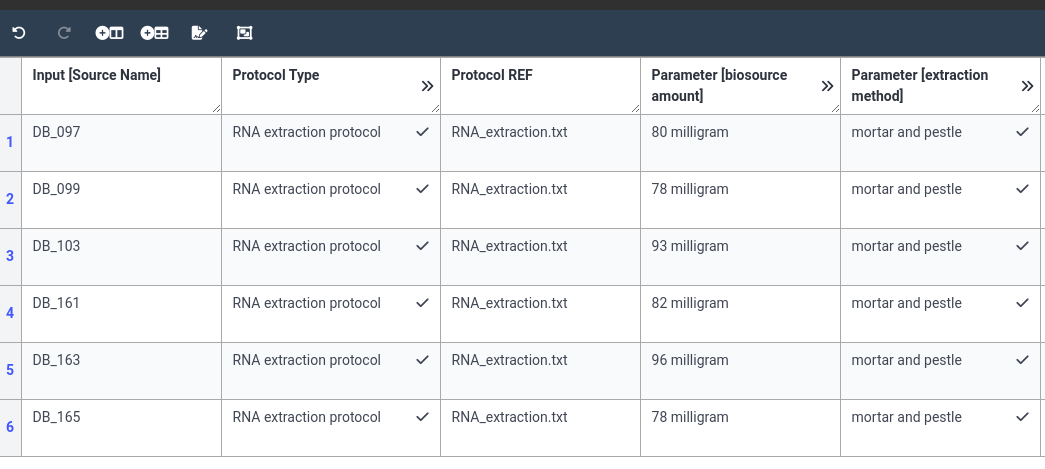 Input [Source Name] Protocol Type Protocol REF Parameter [biosource amount] Parameter [extraction method]
1 DB_097 RNA extraction protocol RNA_extraction.txt 80 milligram mortar and pestle
2 DB_099 RNA extraction protocol RNA_extraction.txt 78 milligram mortar and pestle
3 DB_103 RNA extraction protocol RNA_extraction.txt 93 milligram mortar and pestle
4 DB_161 RNA extraction protocol RNA_extraction.txt 82 milligram mortar and pestle
5 DB_163 RNA extraction protocol RNA_extraction.txt 96 milligram mortar and pestle
6 DB_165 RNA extraction protocol RNA_extraction.txt 78 milligram mortar and pestle